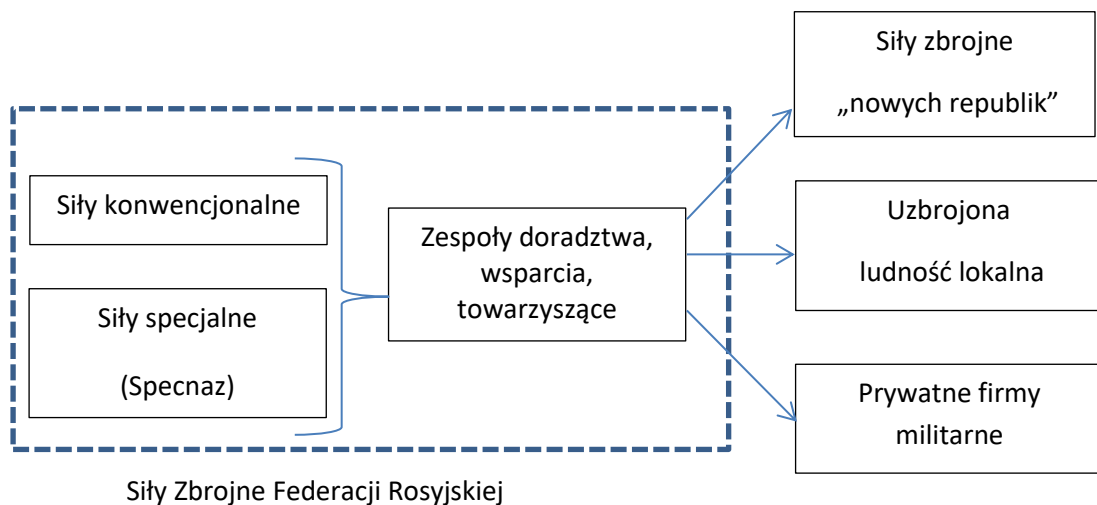 Siły zbrojne
„nowych republik”
Siły konwencjonalne
Siły specjalne
(Specnaz)
Zespoły doradztwa,
wsparcia,
towarzyszące
Uzbrojona
ludność lokalna
Prywatne firmy
militarne
Siły Zbrojne Federacji Rosyjskiej